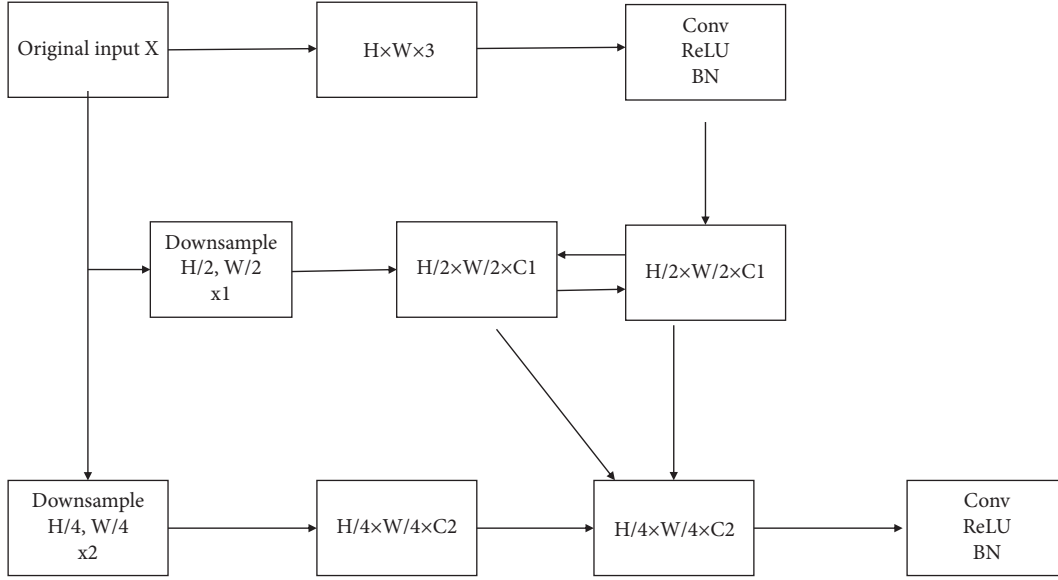 Original input X
H×W×3
Conv
ReLU
BN
Downsample
H/2, W/2
x1
H/2×W/2×C1
H/2×W/2×C1
Downsample
H/4, W/4
x2
H/4×W/4×C2
H/4×W/4×C2
Conv
ReLU
BN